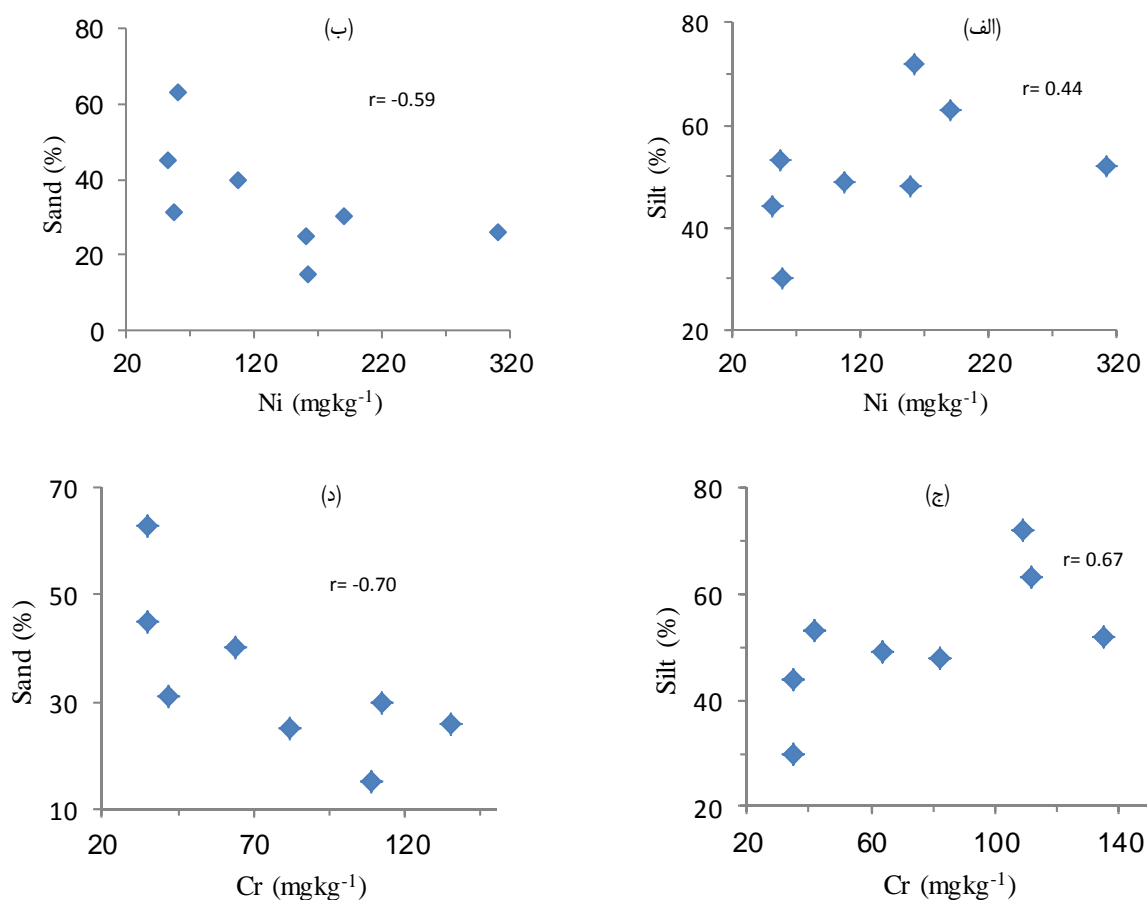 (الف)
r= 0.44
Silt (%)
80
60
40
20
20 120 220 320
Ni (mgkg⁻¹)
(ب)
r= -0.59
Sand (%)
80
60
40
20
0
20 120 220 320
Ni (mgkg⁻¹)
(ج)
r= 0.67
Silt (%)
80
60
40
20
20 60 100 140
Cr (mgkg⁻¹)
(د)
r= -0.70
Sand (%)
70
50
30
10
20 70 120
Cr (mgkg⁻¹)